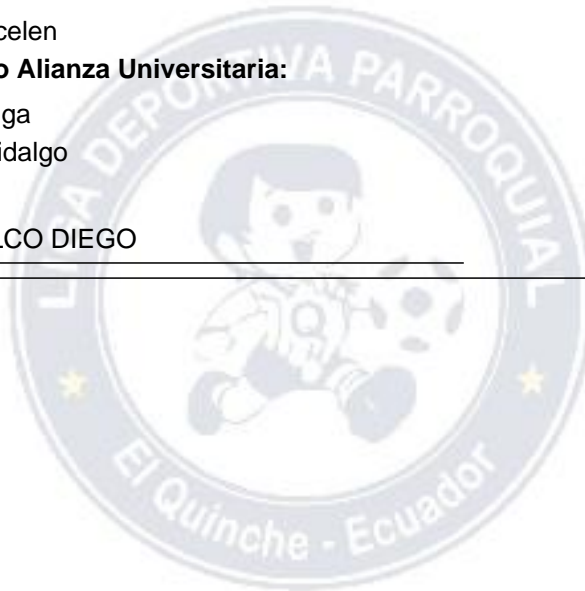 celen
o Alianza Universitaria:
ga
idalgo
LCO DIEGO
LIGA DEPORTIVA PARROQUIAL
Q
El Quinche - Ecuador